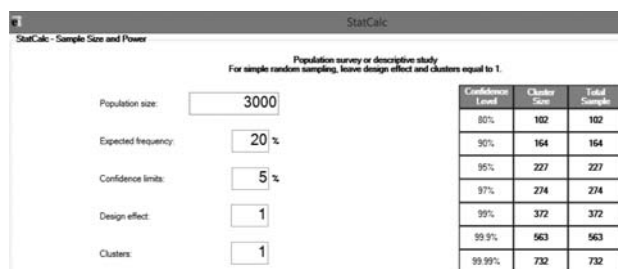 StatCalc
StatCalc - Sample Size and Power
Population survey or descriptive study
For simple random sampling, leave design effect and clusters equal to 1.
Population size: 3000
Expected frequency: 20 %
Confidence limits: 5 %
Design effect: 1
Clusters: 1
Confidence Level Cluster Size Total Sample
80% 102 102
90% 164 164
95% 227 227
97% 274 274
99% 372 372
99.9% 563 563
99.99% 732 732